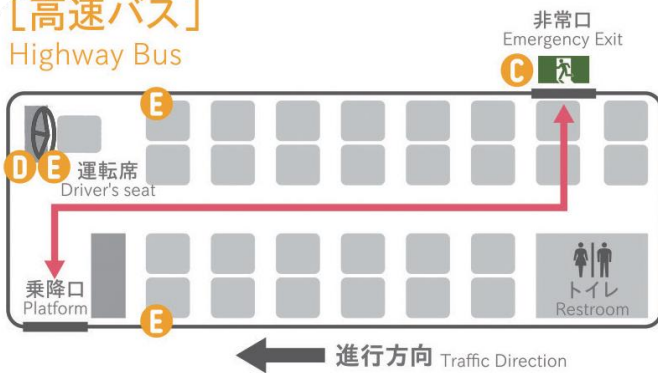 [高速バス]
Highway Bus
非常口
Emergency Exit
C
E
D E
運転席
Driver's seat
乗降口
Platform
E
トイレ
Restroom
進行方向 Traffic Direction